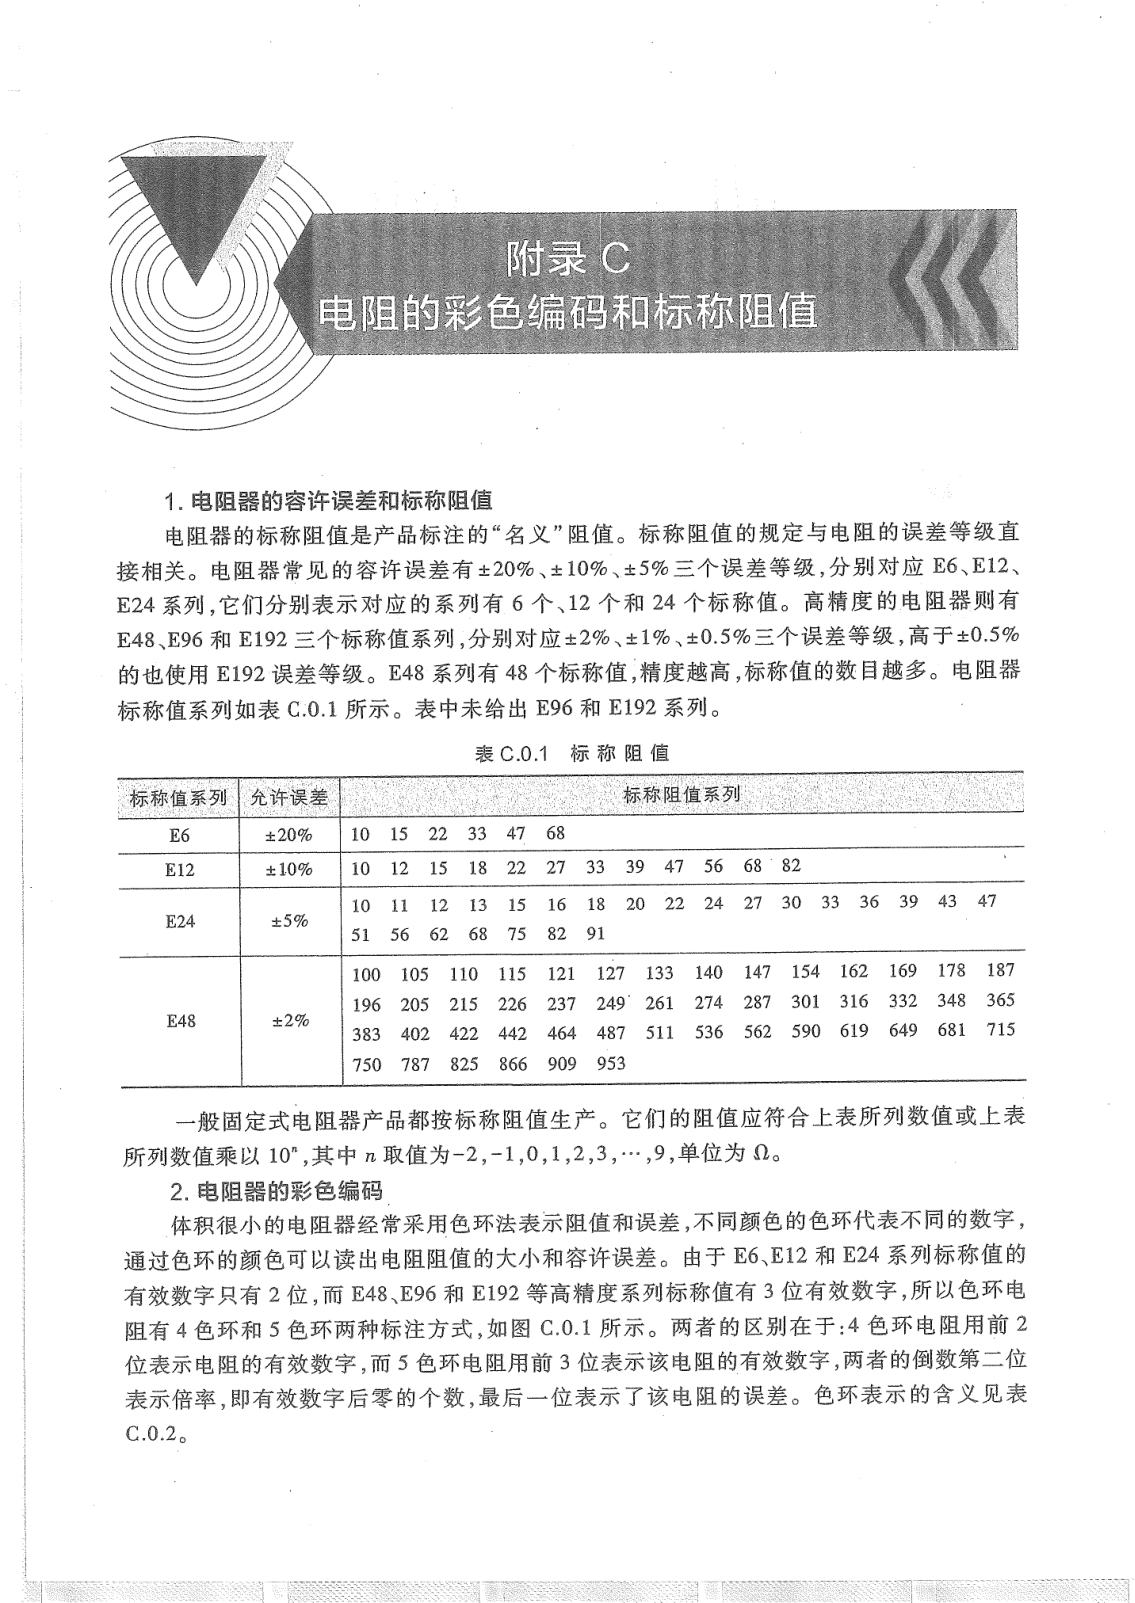 附录 C
电阻的彩色编码和标称阻值
1. 电阻器的容许误差和标称阻值
电阻器的标称阻值是产品标注的“名义”阻值。标称阻值的规定与电阻的误差等级直
接相关。电阻器常见的容许误差有±20%、±10%、±5%三个误差等级,分别对应 E6、E12、
E24 系列,它们分别表示对应的系列有 6 个、12 个和 24 个标称值。高精度的电阻器则有
E48、E96 和 E192 三个标称值系列,分别对应±2%、±1%、±0.5%三个误差等级,高于±0.5%
的也使用 E192 误差等级。E48 系列有 48 个标称值,精度越高,标称值的数目越多。电阻器
标称值系列如表 C.0.1 所示。表中未给出 E96 和 E192 系列。
表 C.0.1 标 称 阻 值
标称值系列 允许误差 标称阻值系列
E6 ±20% 10 15 22 33 47 68
E12 ±10% 10 12 15 18 22 27 33 39 47 56 68 82
E24 ±5% 10 11 12 13 15 16 18 20 22 24 27 30 33 36 39 43 47
51 56 62 68 75 82 91
E48 ±2% 100 105 110 115 121 127 133 140 147 154 162 169 178 187
196 205 215 226 237 249 261 274 287 301 316 332 348 365
383 402 422 442 464 487 511 536 562 590 619 649 681 715
750 787 825 866 909 953
一般固定式电阻器产品都按标称阻值生产。它们的阻值应符合上表所列数值或上表
所列数值乘以 10ⁿ,其中 n 取值为-2,-1,0,1,2,3,…,9,单位为 Ω。
2. 电阻器的彩色编码
体积很小的电阻器经常采用色环法表示阻值和误差,不同颜色的色环代表不同的数字,
通过色环的颜色可以读出电阻阻值的大小和容许误差。由于 E6、E12 和 E24 系列标称值的
有效数字只有 2 位,而 E48、E96 和 E192 等高精度系列标称值有 3 位有效数字,所以色环电
阻有 4 色环和 5 色环两种标注方式,如图 C.0.1 所示。两者的区别在于:4 色环电阻用前 2
位表示电阻的有效数字,而 5 色环电阻用前 3 位表示该电阻的有效数字,两者的倒数第二位
表示倍率,即有效数字后零的个数,最后一位表示了该电阻的误差。色环表示的含义见表
C.0.2。